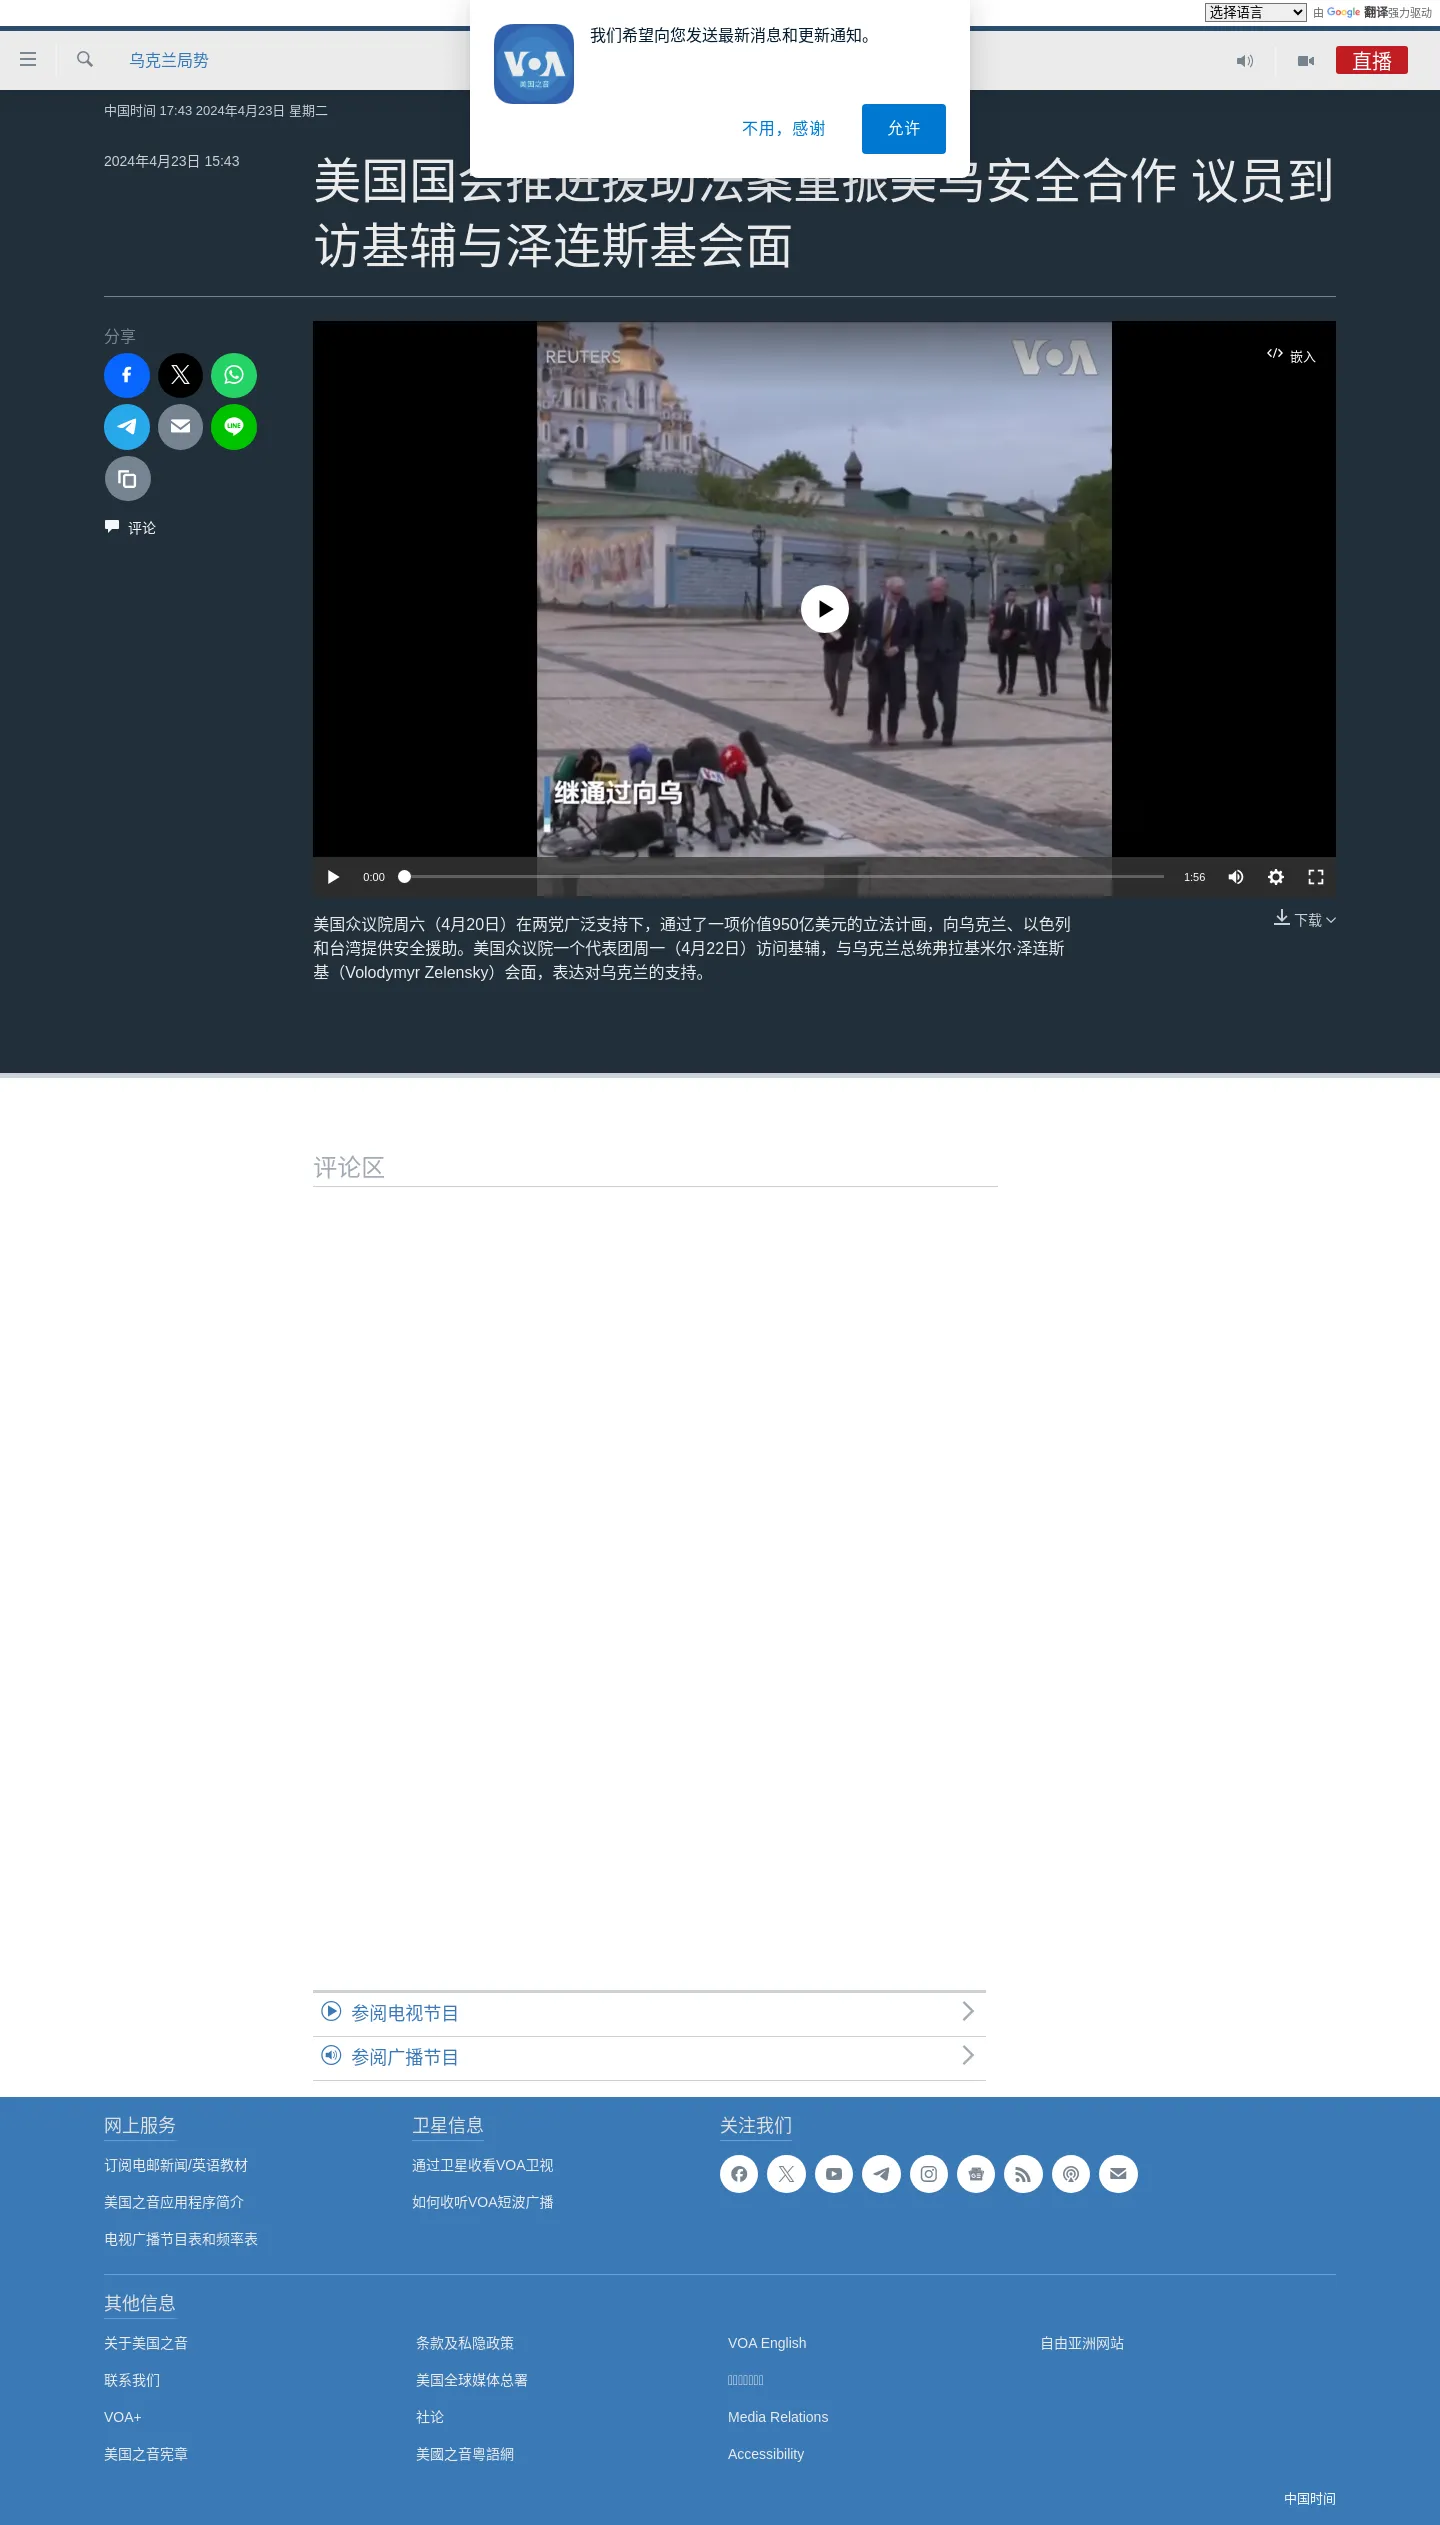 选择语言 由 Google 翻译强力驱动
我们希望向您发送最新消息和更新通知。
VOA
美国之音
不用，感谢 允许
乌克兰局势
直播
中国时间 17:43 2024年4月23日 星期二
2024年4月23日 15:43
美国国会推进援助法案重振美乌安全合作 议员到
访基辅与泽连斯基会面
分享
LINE
评论
REUTERS
VOA
嵌入
VOA
继通过向乌
0:00
1:56
美国众议院周六（4月20日）在两党广泛支持下，通过了一项价值950亿美元的立法计画，向乌克兰、以色列
和台湾提供安全援助。美国众议院一个代表团周一（4月22日）访问基辅，与乌克兰总统弗拉基米尔·泽连斯
基（Volodymyr Zelensky）会面，表达对乌克兰的支持。
下载
评论区
参阅电视节目
参阅广播节目
网上服务
订阅电邮新闻/英语教材
美国之音应用程序简介
电视广播节目表和频率表
卫星信息
通过卫星收看VOA卫视
如何收听VOA短波广播
关注我们
其他信息
关于美国之音
联系我们
VOA+
美国之音宪章
条款及私隐政策
美国全球媒体总署
社论
美國之音粵語網
VOA English
Media Relations
Accessibility
自由亚洲网站
中国时间